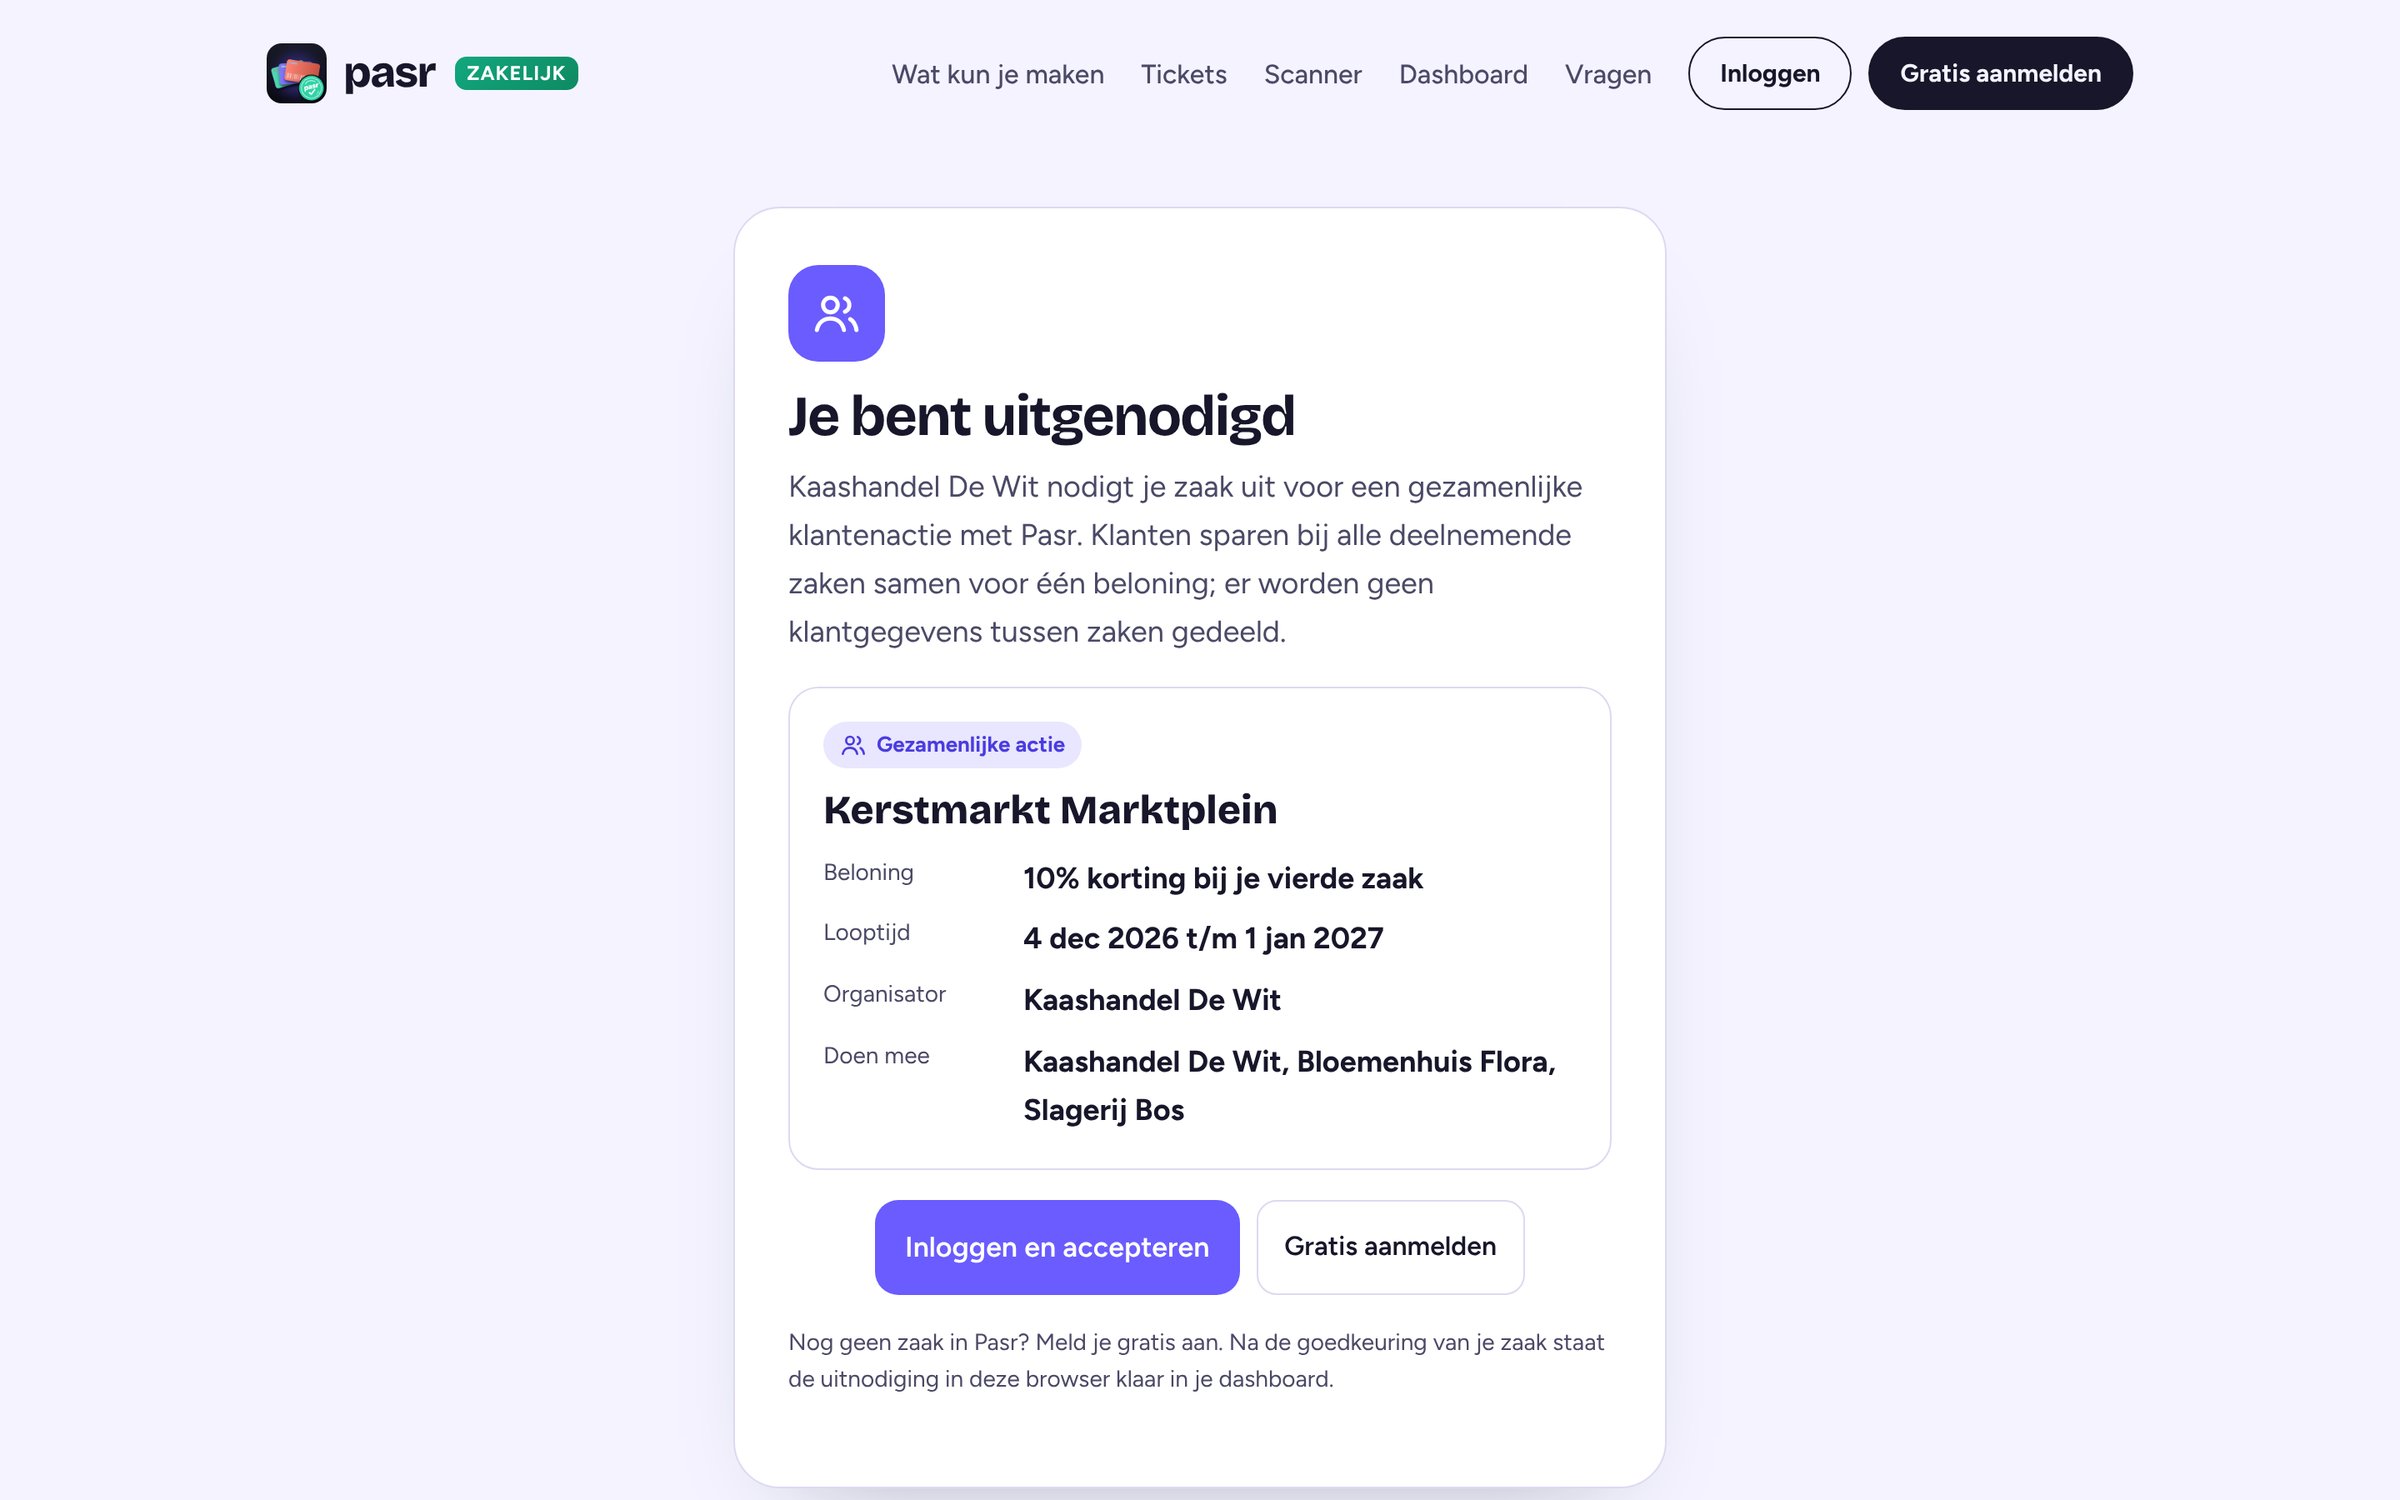 pasr ZAKELIJK Wat kun je maken Tickets Scanner Dashboard Vragen Inloggen Gratis aanmelden
Je bent uitgenodigd
Kaashandel De Wit nodigt je zaak uit voor een gezamenlijke
klantenactie met Pasr. Klanten sparen bij alle deelnemende
zaken samen voor één beloning; er worden geen
klantgegevens tussen zaken gedeeld.
Gezamenlijke actie
Kerstmarkt Marktplein
Beloning 10% korting bij je vierde zaak
Looptijd 4 dec 2026 t/m 1 jan 2027
Organisator Kaashandel De Wit
Doen mee Kaashandel De Wit, Bloemenhuis Flora,
Slagerij Bos
Inloggen en accepteren Gratis aanmelden
Nog geen zaak in Pasr? Meld je gratis aan. Na de goedkeuring van je zaak staat
de uitnodiging in deze browser klaar in je dashboard.